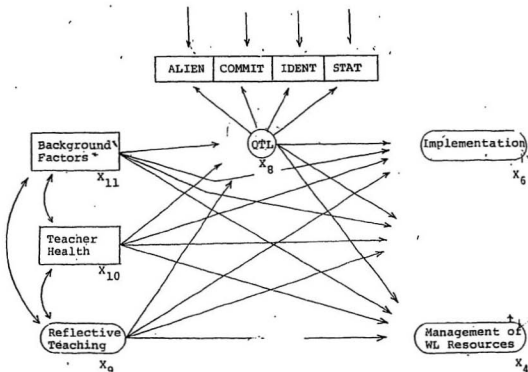 ALIEN COMMIT IDENT STAT
QTL
X8
Background
Factors
X11
Implementation
X6
Teacher
Health
X10
Reflective
Teaching
X9
Management of
WL Resources
X4